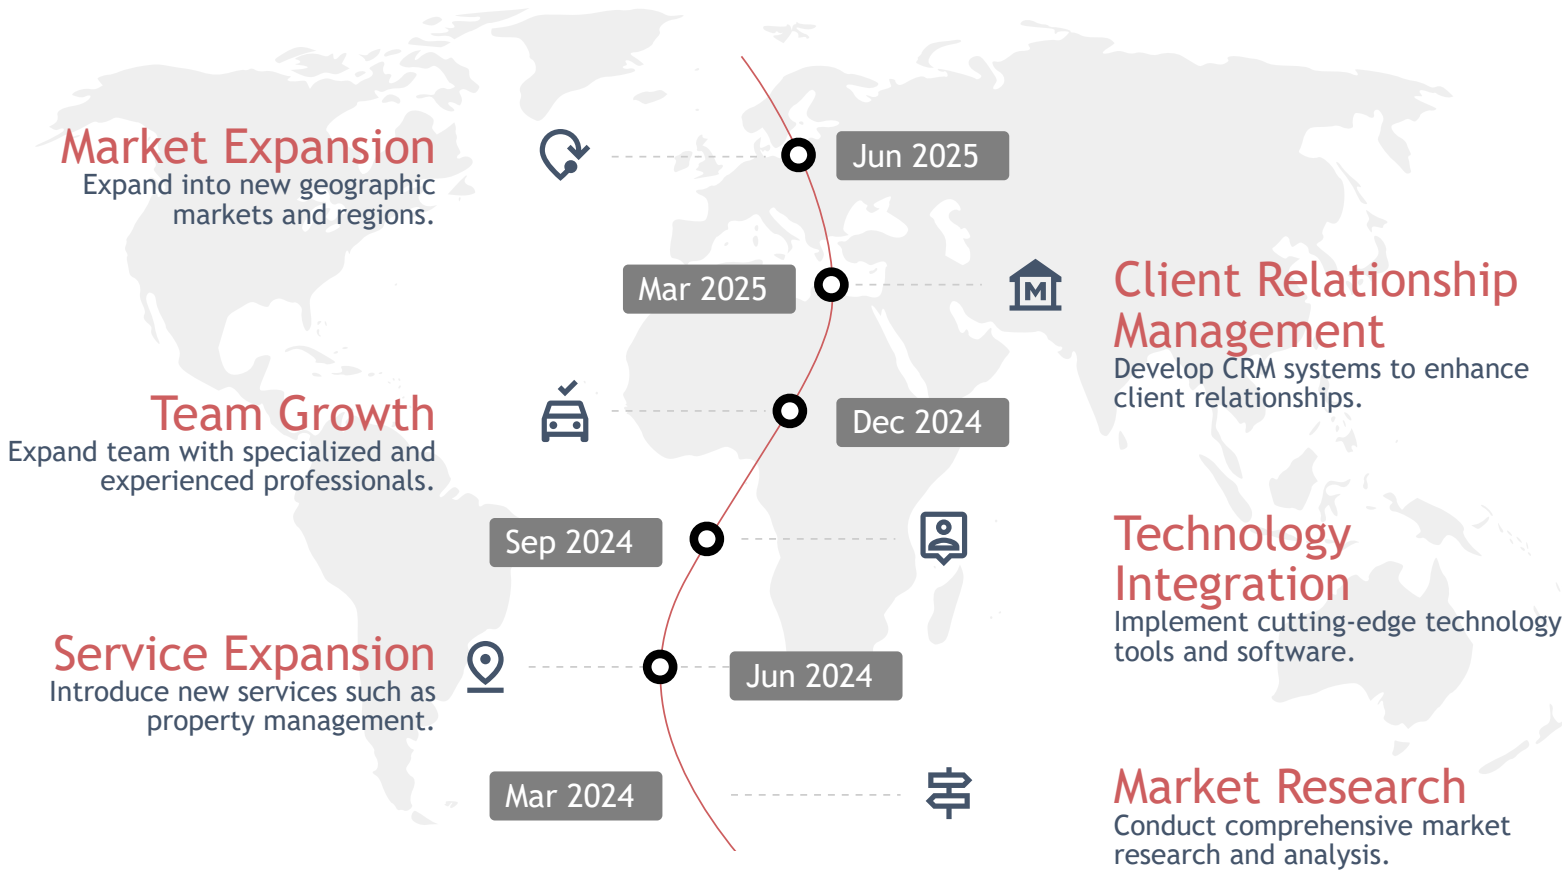 Market Expansion
Expand into new geographic
markets and regions.
Jun 2025
Mar 2025
M
Client Relationship
Management
Develop CRM systems to enhance
client relationships.
Team Growth
Expand team with specialized and
experienced professionals.
Dec 2024
Sep 2024
Technology
Integration
Implement cutting-edge technology
tools and software.
Service Expansion
Introduce new services such as
property management.
Jun 2024
Mar 2024
Market Research
Conduct comprehensive market
research and analysis.